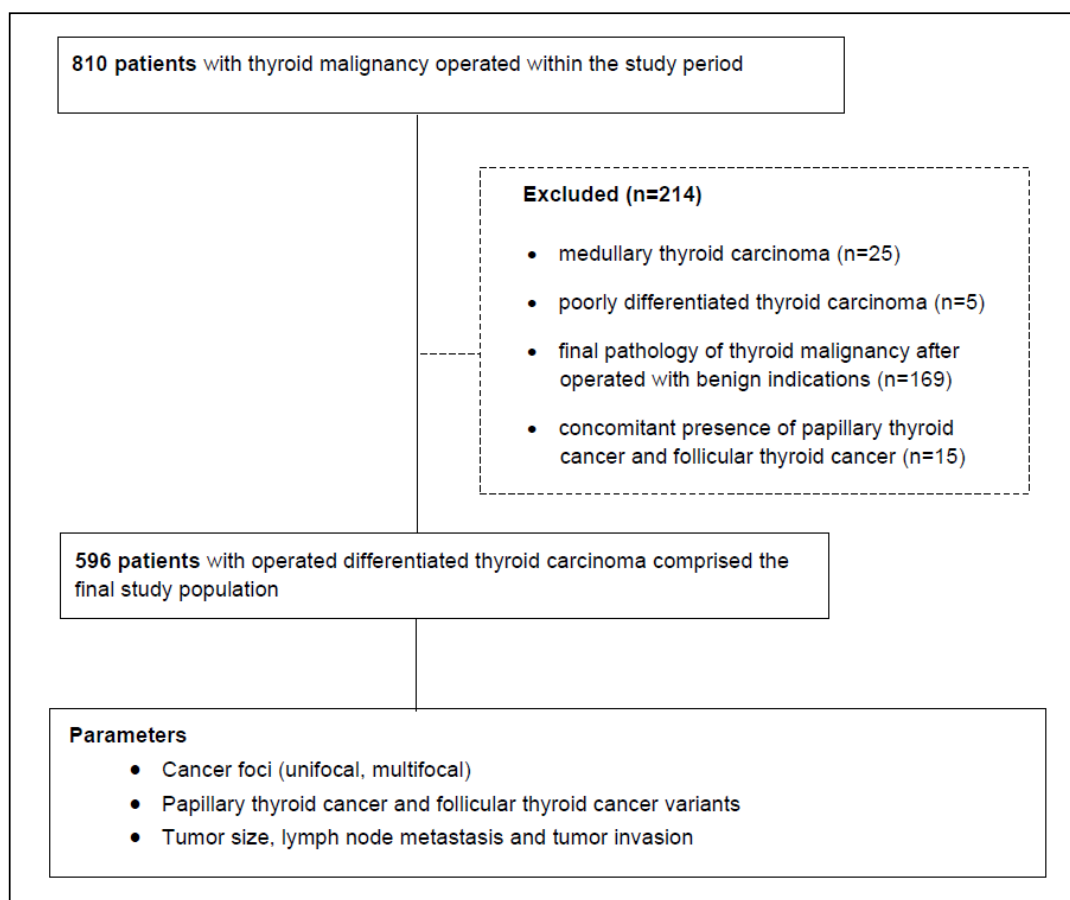 810 patients with thyroid malignancy operated within the study period
Excluded (n=214)
• medullary thyroid carcinoma (n=25)
• poorly differentiated thyroid carcinoma (n=5)
• final pathology of thyroid malignancy after
operated with benign indications (n=169)
• concomitant presence of papillary thyroid
cancer and follicular thyroid cancer (n=15)
596 patients with operated differentiated thyroid carcinoma comprised the
final study population
Parameters
• Cancer foci (unifocal, multifocal)
• Papillary thyroid cancer and follicular thyroid cancer variants
• Tumor size, lymph node metastasis and tumor invasion